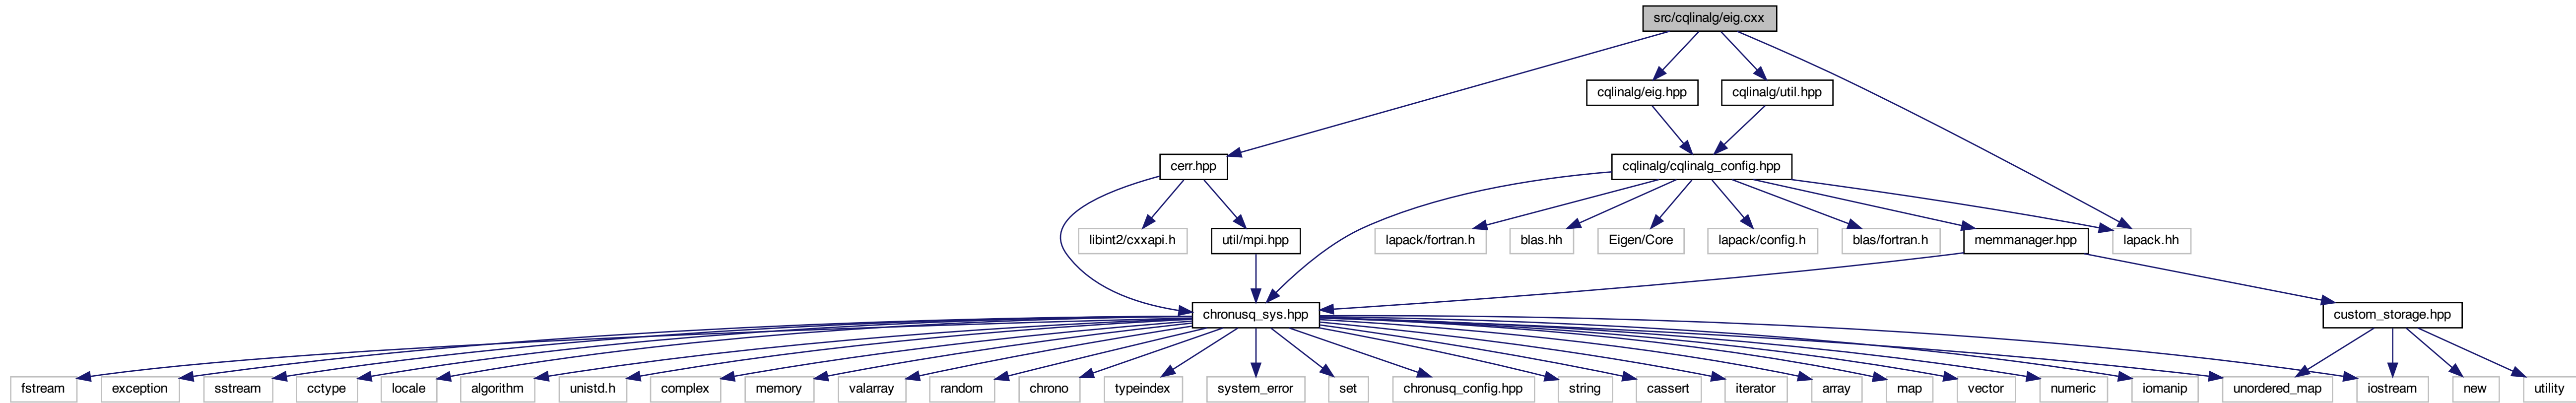 src/cqlinalg/eig.cxx
cqlinalg/eig.hpp
cqlinalg/util.hpp
cerr.hpp
cqlinalg/cqlinalg_config.hpp
libint2/cxxapi.h
util/mpi.hpp
lapack/fortran.h
blas.hh
Eigen/Core
lapack/config.h
blas/fortran.h
memmanager.hpp
lapack.hh
chronusq_sys.hpp
custom_storage.hpp
fstream
exception
sstream
cctype
locale
algorithm
unistd.h
complex
memory
valarray
random
chrono
typeindex
system_error
set
chronusq_config.hpp
string
cassert
iterator
array
map
vector
numeric
iomanip
unordered_map
iostream
new
utility